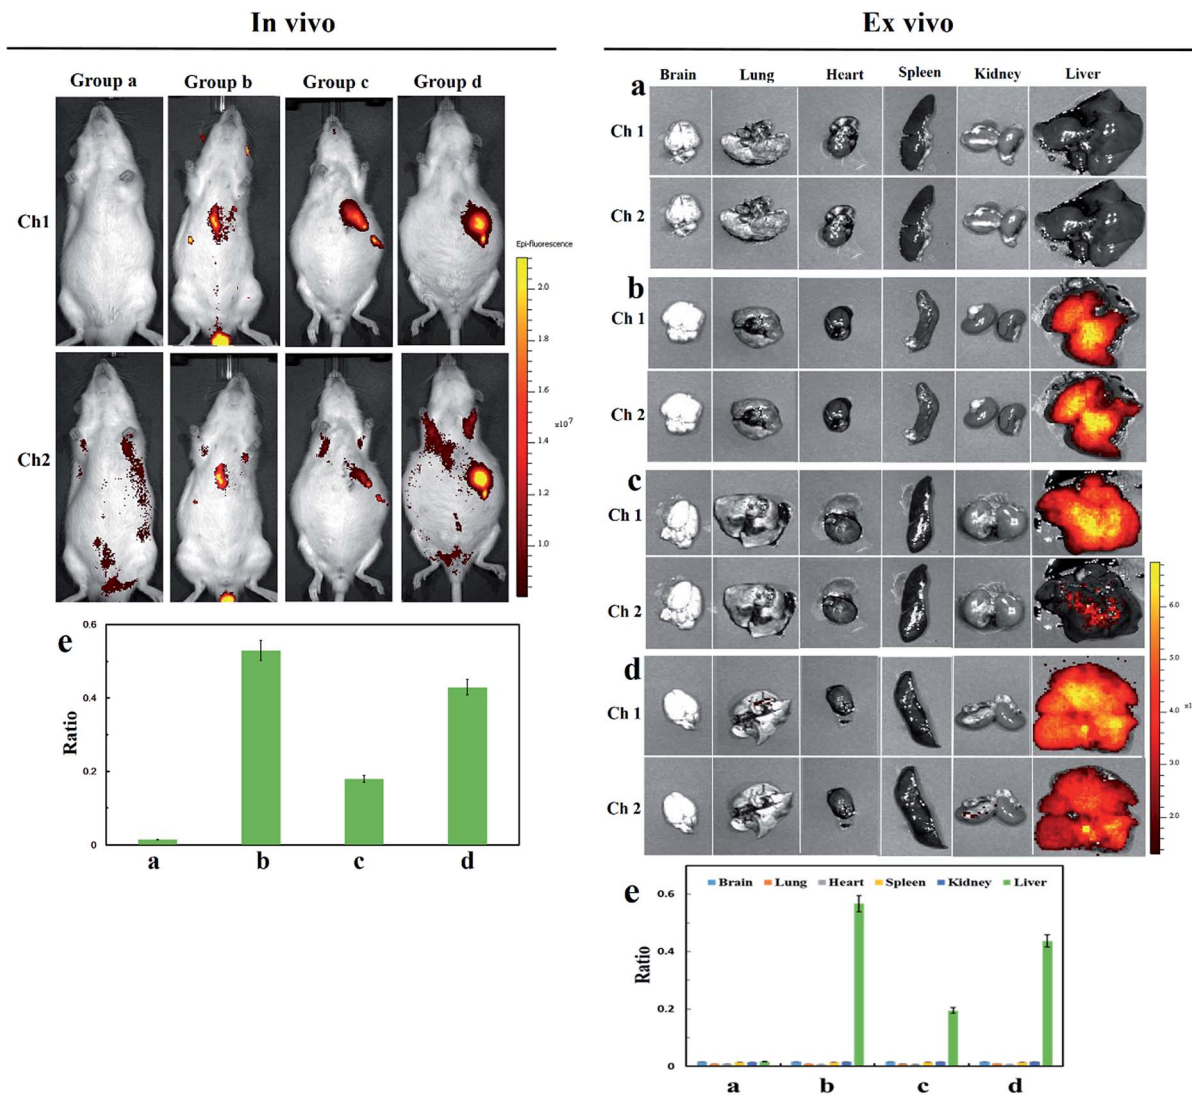 In vivo
Ex vivo
Group a
Group b
Group c
Group d
Ch1
Epi-fluorescence
2.0
1.8
1.6
1.4
x10⁷
1.2
1.0
Ch2
e
0.6
0.4
0.2
0
Ratio
a
b
c
d
Brain
Lung
Heart
Spleen
Kidney
Liver
a
Ch 1
Ch 2
b
Ch 1
Ch 2
c
Ch 1
Ch 2
d
Ch 1
Ch 2
6.0
5.0
4.0
3.0
2.0
e
Brain Lung Heart Spleen Kidney Liver
0.6
0.4
0.2
0
Ratio
a
b
c
d